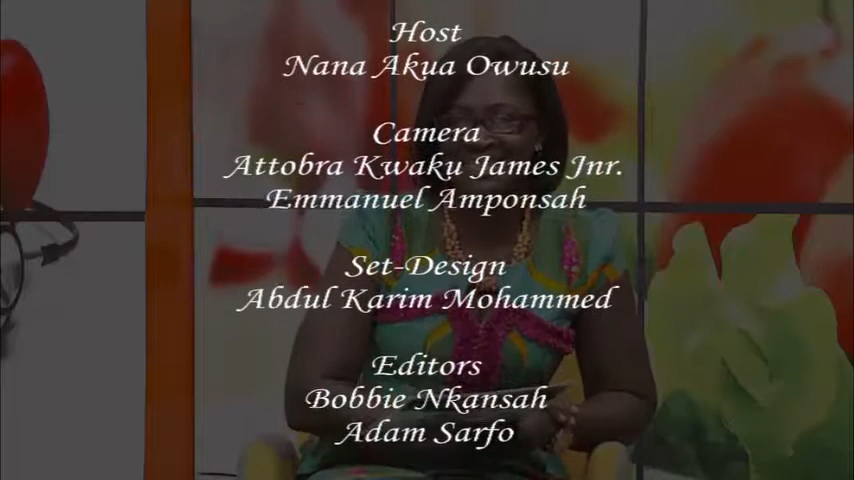 Host
Nana Akua Owusu
Camera
Attobra Kwaku James Jnr.
Emmanuel Amponsah
Set-Design
Abdul Karim Mohammed
Editors
Bobbie Nkansah
Adam Sarfo